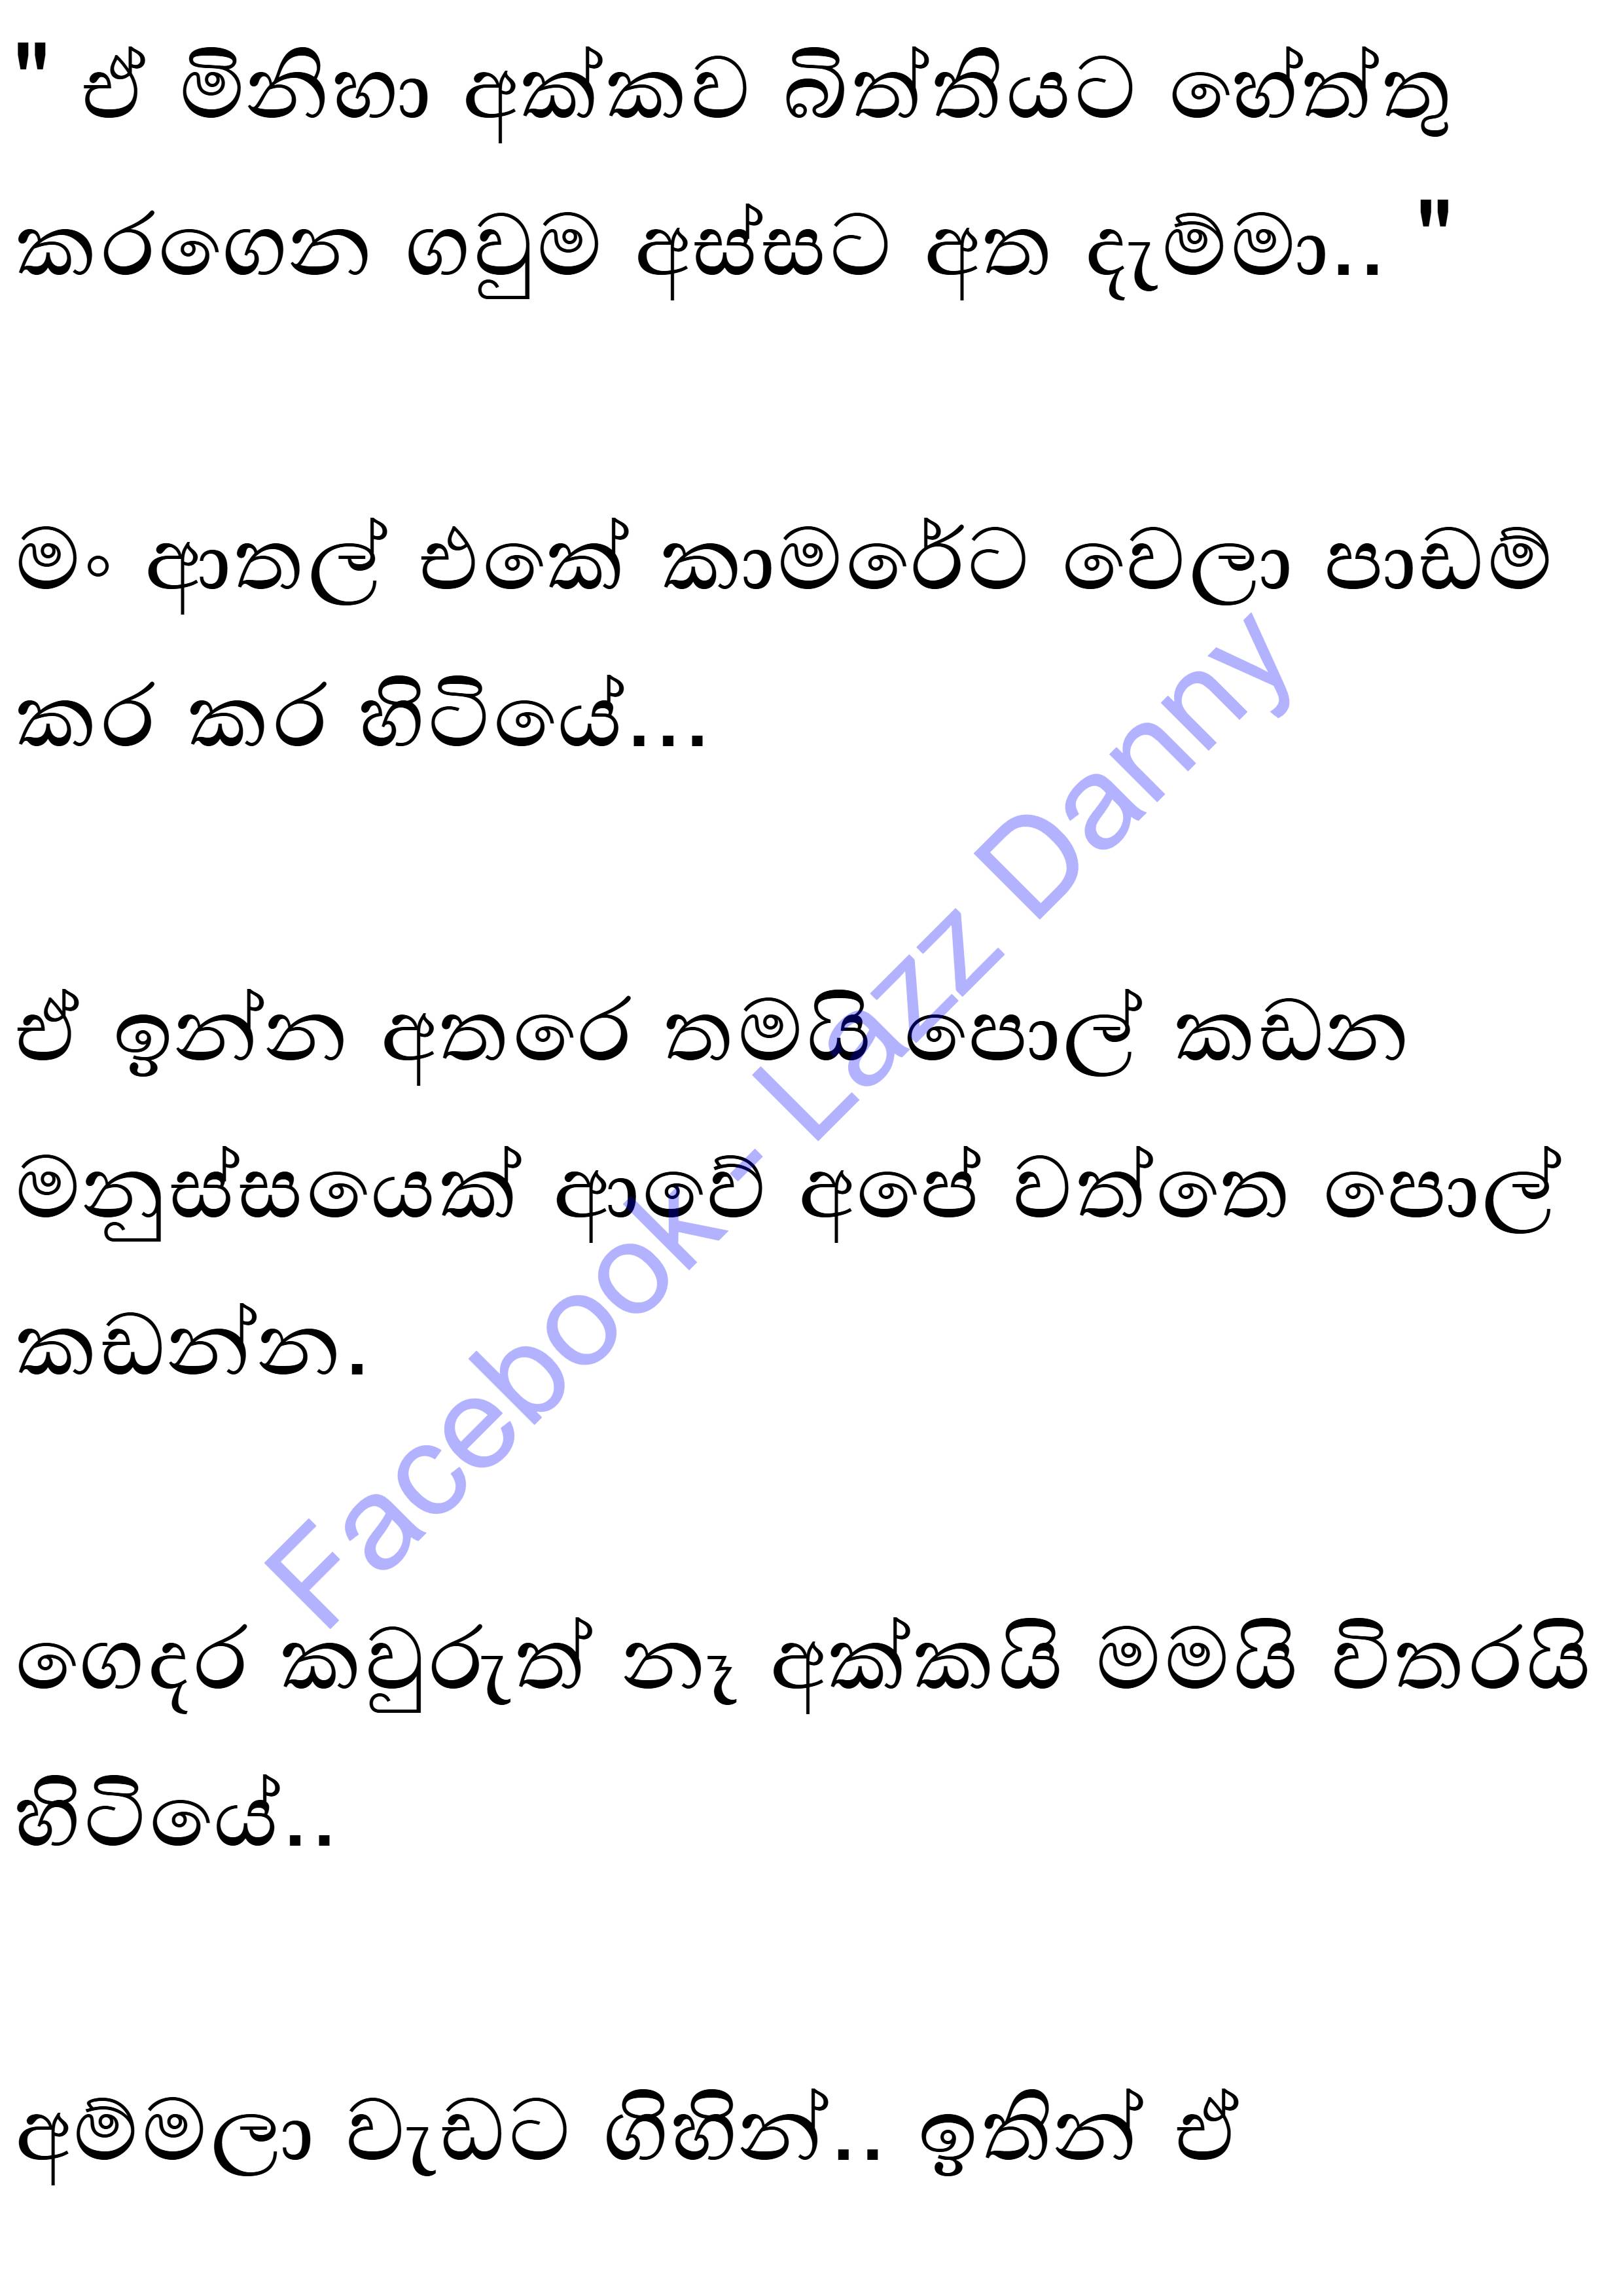 " ඒ මිනිහා අක්කව බිත්තියට හේත්තු
කරගෙන ගවුම අස්සට අත දැම්මා.. "
මං ආතල් එකේ කාමරේට වෙලා පාඩම්
කර කර හිටියේ...
ඒ ඉන්න අතරෙ තමයි පොල් කඩන
මනුස්සයෙක් ආවේ අපේ වත්තෙ පොල්
කඩන්න.
ගෙදර කවුරුත් නෑ අක්කයි මමයි විතරයි
හිටියේ..
අම්මලා වැඩට ගිහින්.. ඉතින් ඒ
Facebook - Lazz Danny